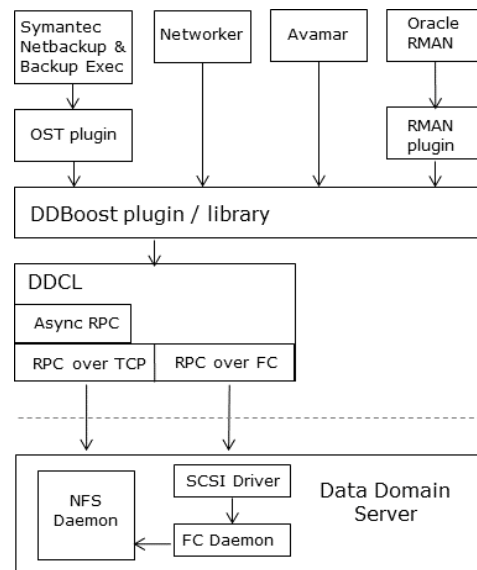 Symantec
Netbackup &
Backup Exec
Networker
Avamar
Oracle
RMAN
OST plugin
RMAN
plugin
DDBoost plugin / library
DDCL
Async RPC
RPC over TCP
RPC over FC
NFS
Daemon
SCSI Driver
FC Daemon
Data Domain
Server